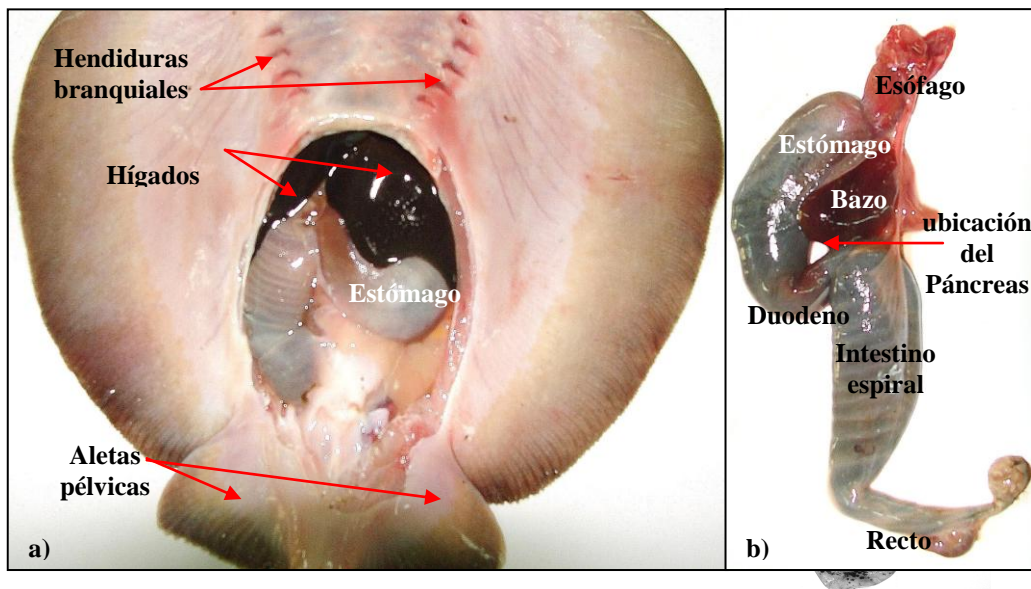 Hendiduras
branquiales
Hígados
Estómago
Aletas
pélvicas
a)
Esófago
Estómago
Bazo
ubicación
del
Páncreas
Duodeno
Intestino
espiral
Recto
b)